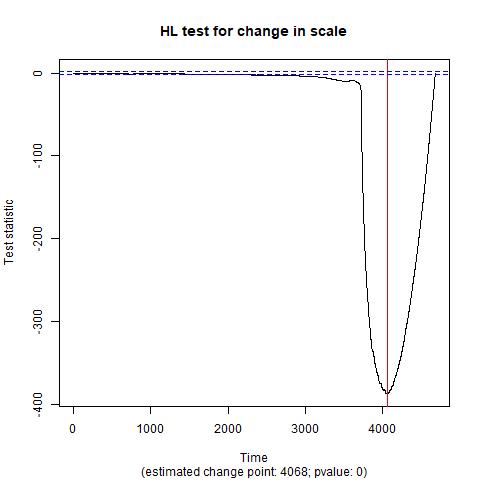 HL test for change in scale
Test statistic
0
-100
-200
-300
-400
0 1000 2000 3000 4000
Time
(estimated change point: 4068; pvalue: 0)